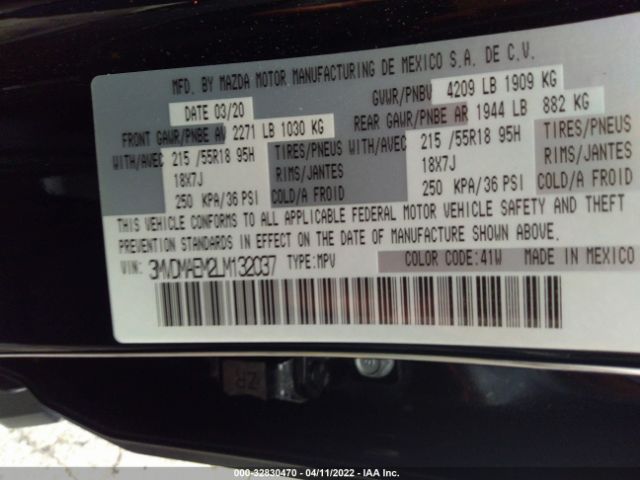 MFD. BY MAZDA MOTOR MANUFACTURING DE MEXICO S.A. DE C.V.
DATE 03/20 GVWR/PNBV 4209 LB 1909 KG
FRONT GAWR/PNBE AV 2271 LB 1030 KG REAR GAWR/PNBE AR 1944 LB 882 KG
WITH/AVEC 215 /55R18 95H TIRES/PNEUS WITH/AVEC 215 /55R18 95H TIRES/PNEUS
18X7J RIMS/JANTES 18X7J RIMS/JANTES
250 KPA/36 PSI COLD/A FROID 250 KPA/36 PSI COLD/A FROID
THIS VEHICLE CONFORMS TO ALL APPLICABLE FEDERAL MOTOR VEHICLE SAFETY AND THEFT
PREVENTION STANDARDS IN EFFECT ON THE DATE OF MANUFACTURE SHOWN ABOVE.
VIN: 3MVDMAEM2LM132037 TYPE: MPV COLOR CODE:41W MADE IN MEXICO
ZR
000-32830470 - 04/11/2022 - IAA Inc.